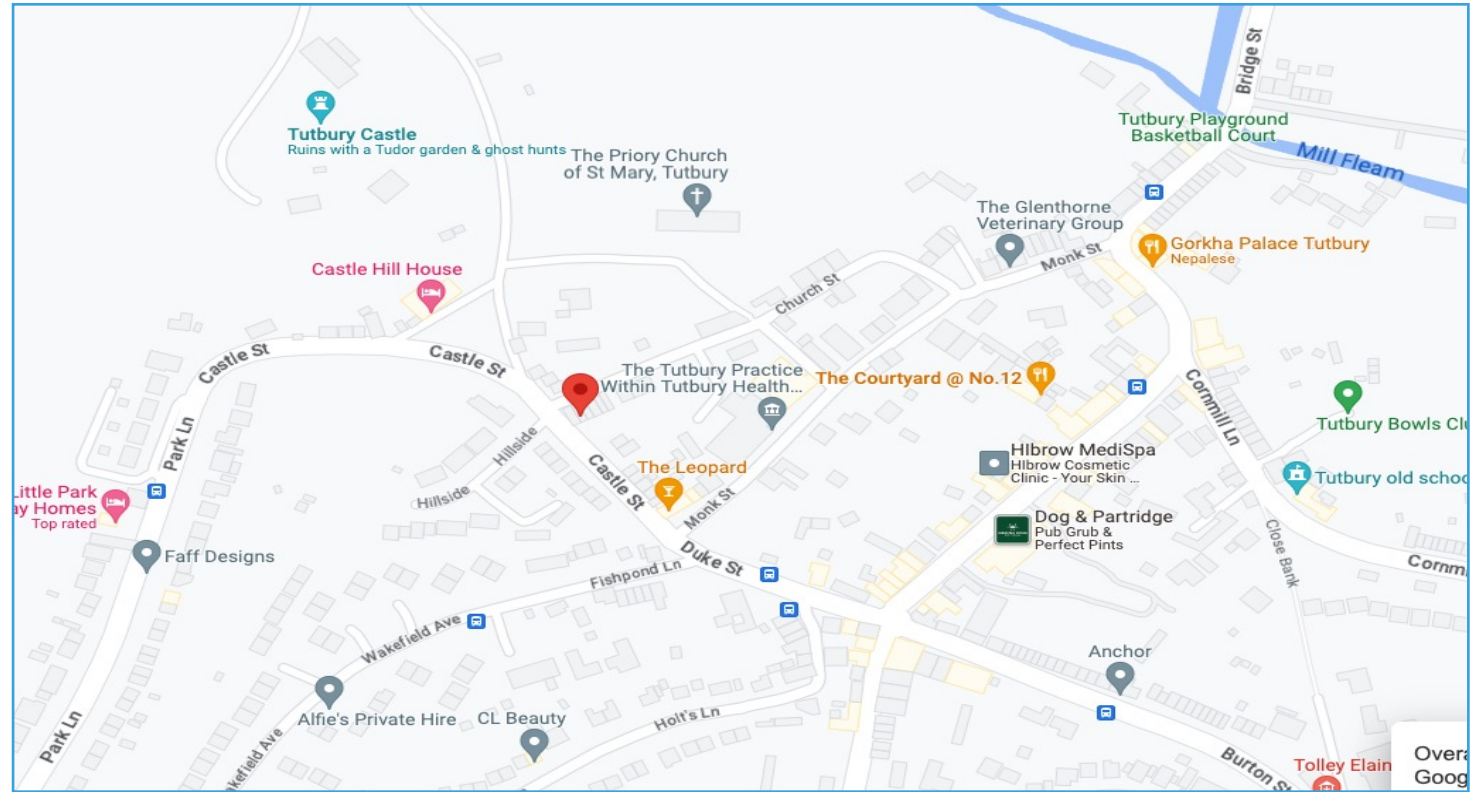 Bridge St
Tutbury Castle
Ruins with a Tudor garden & ghost hunts
The Priory Church
of St Mary, Tutbury
Tutbury Playground
Basketball Court
Mill Fleam
The Glenthorne
Veterinary Group
Monk St
Gorkha Palace Tutbury
Nepalese
Castle Hill House
Church St
Castle St
Castle St
The Tutbury Practice
Within Tutbury Health...
The Courtyard @ No.12
Cornmill Ln
Tutbury Bowls Clu
Park Ln
Hillside
Hillside
Castle St
The Leopard
Monk St
HIbrow MediSpa
HIbrow Cosmetic
Clinic - Your Skin ...
Tutbury old schoo
Little Park
ay Homes
Top rated
Dog & Partridge
Pub Grub &
Perfect Pints
Faff Designs
Duke St
Fishpond Ln
Close Bank
Cornm
Wakefield Ave
Anchor
Alfie's Private Hire
CL Beauty
Holt's Ln
Park Ln
kefield Ave
Burton St
Tolley Elain
Overa
Goog